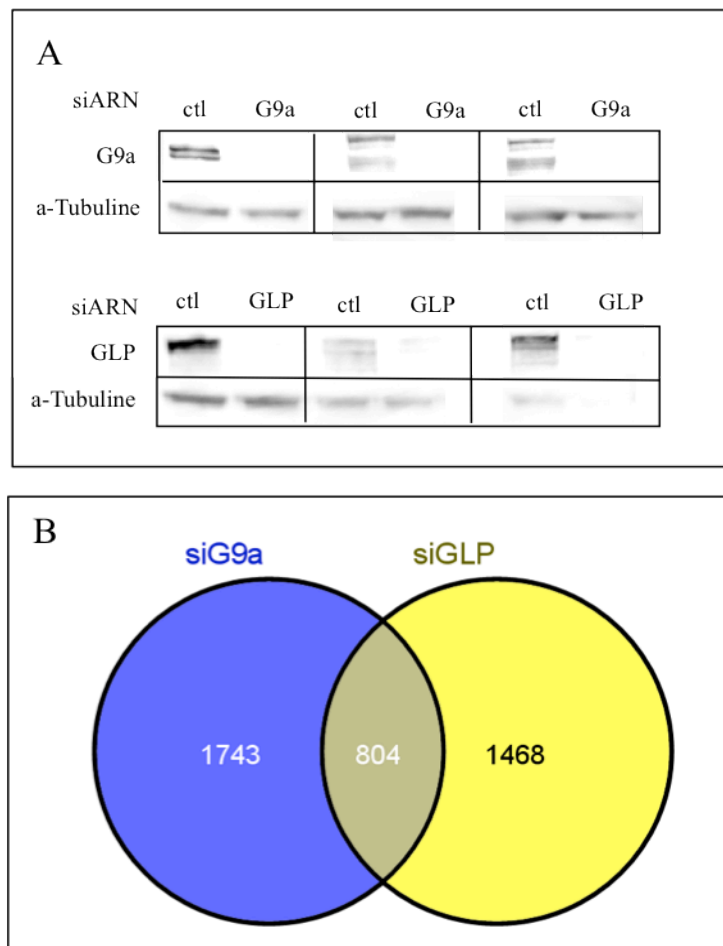 A
siARN ctl G9a ctl G9a ctl G9a
G9a
a-Tubuline
siARN ctl GLP ctl GLP ctl GLP
GLP
a-Tubuline
B
siG9a siGLP
1743 804 1468